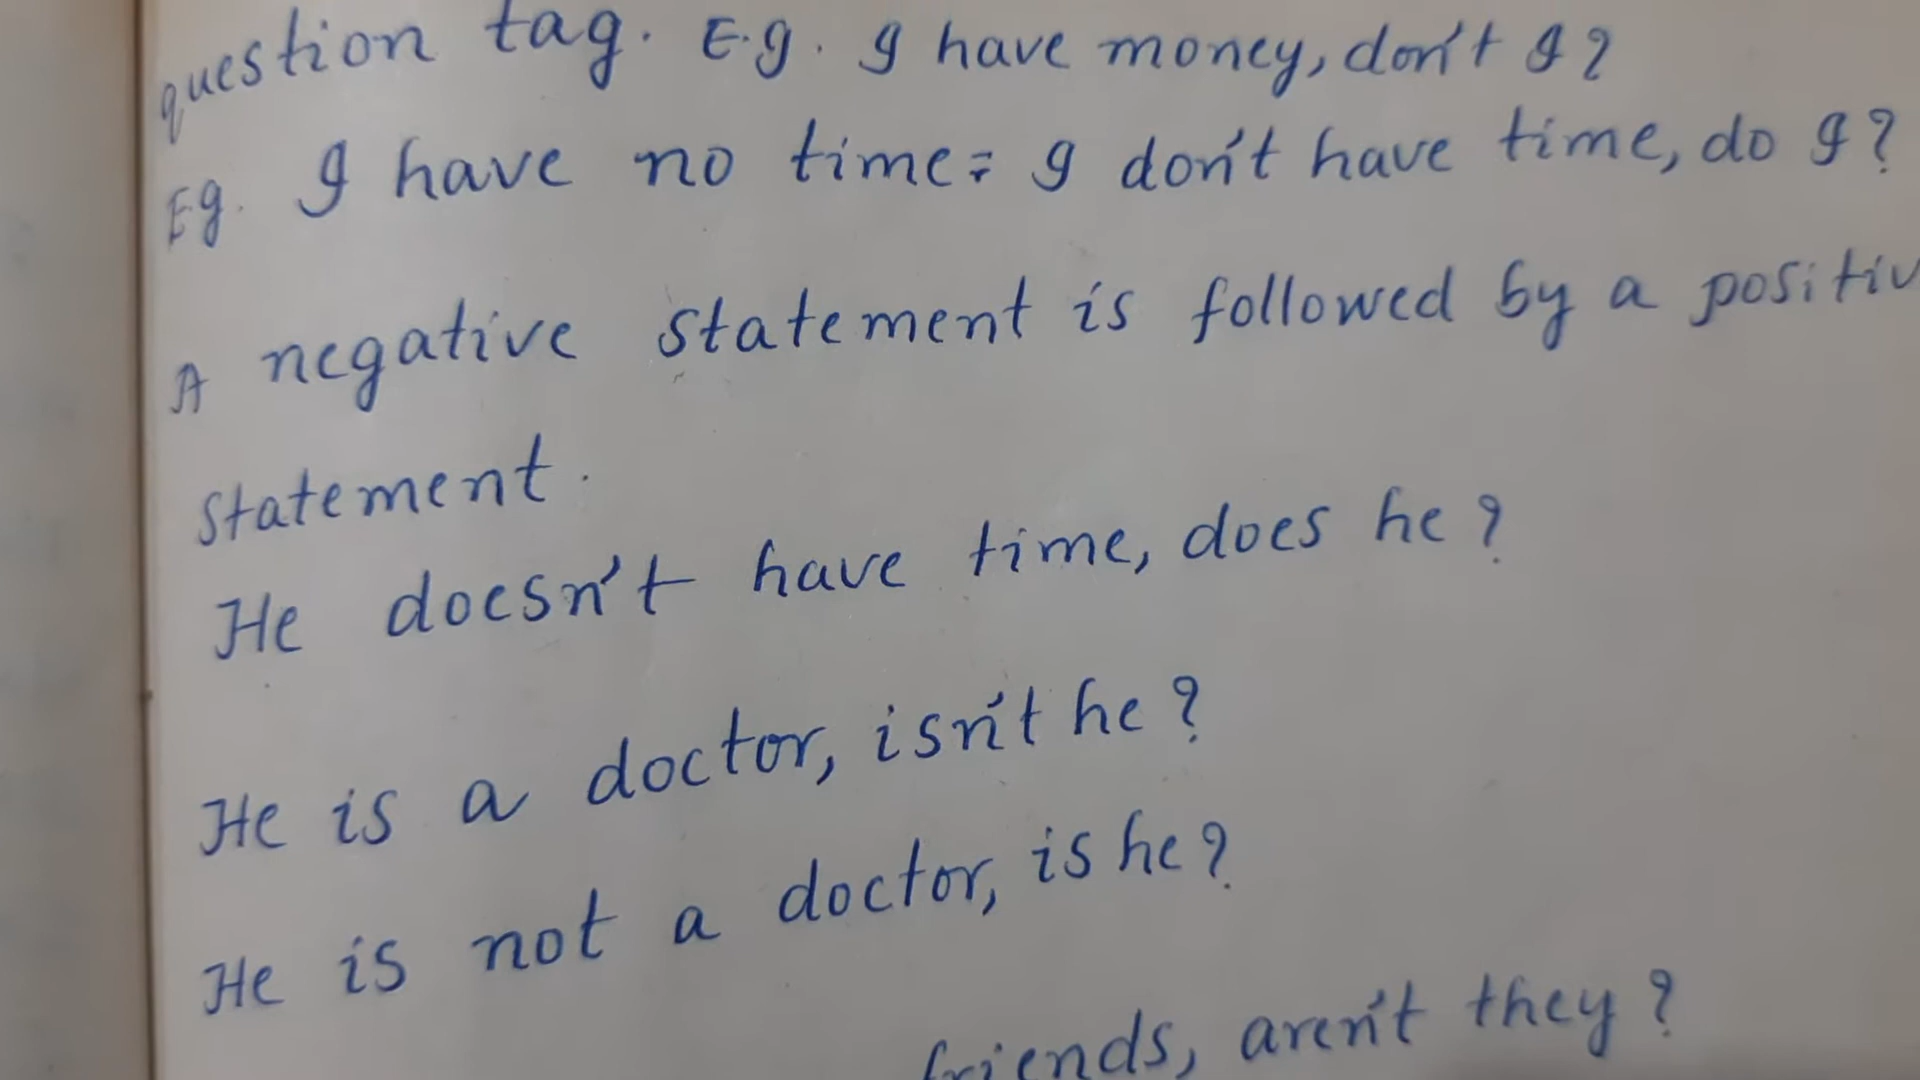 question tag. E.g. I have money, don't I?
Eg. I have no time = I don't have time, do I?
A negative statement is followed by a positiv
statement.
He doesn't have time, does he?
He is a doctor, isn't he?
He is not a doctor, is he?
friends, aren't they?